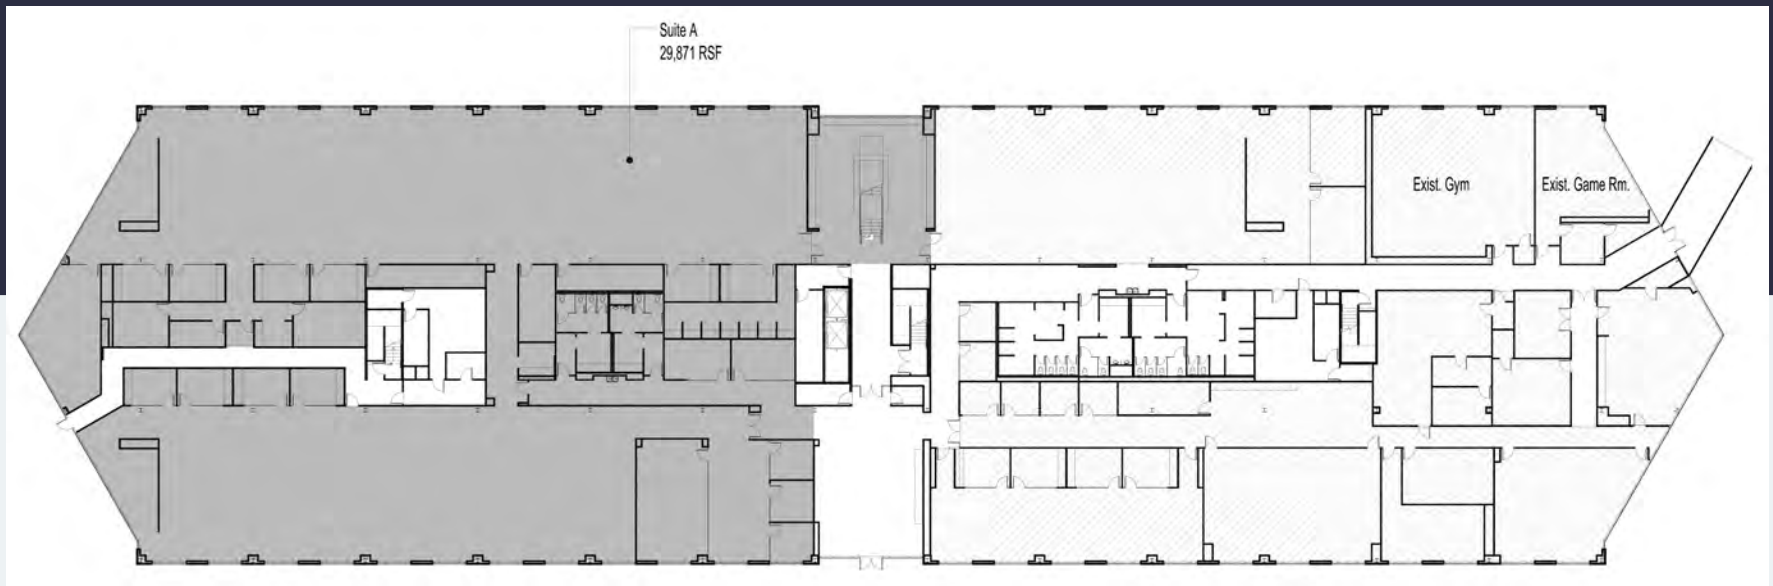 Suite A
29,871 RSF
Exist. Gym
Exist. Game Rm.